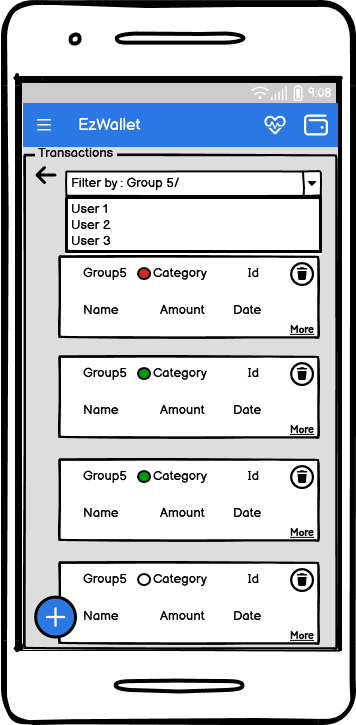 9:08
EzWallet
Transactions
Filter by : Group 5/
User 1
User 2
User 3
Group5 Category Id
Name Amount Date
More
Group5 Category Id
Name Amount Date
More
Group5 Category Id
Name Amount Date
More
Group5 Category Id
Name Amount Date
More